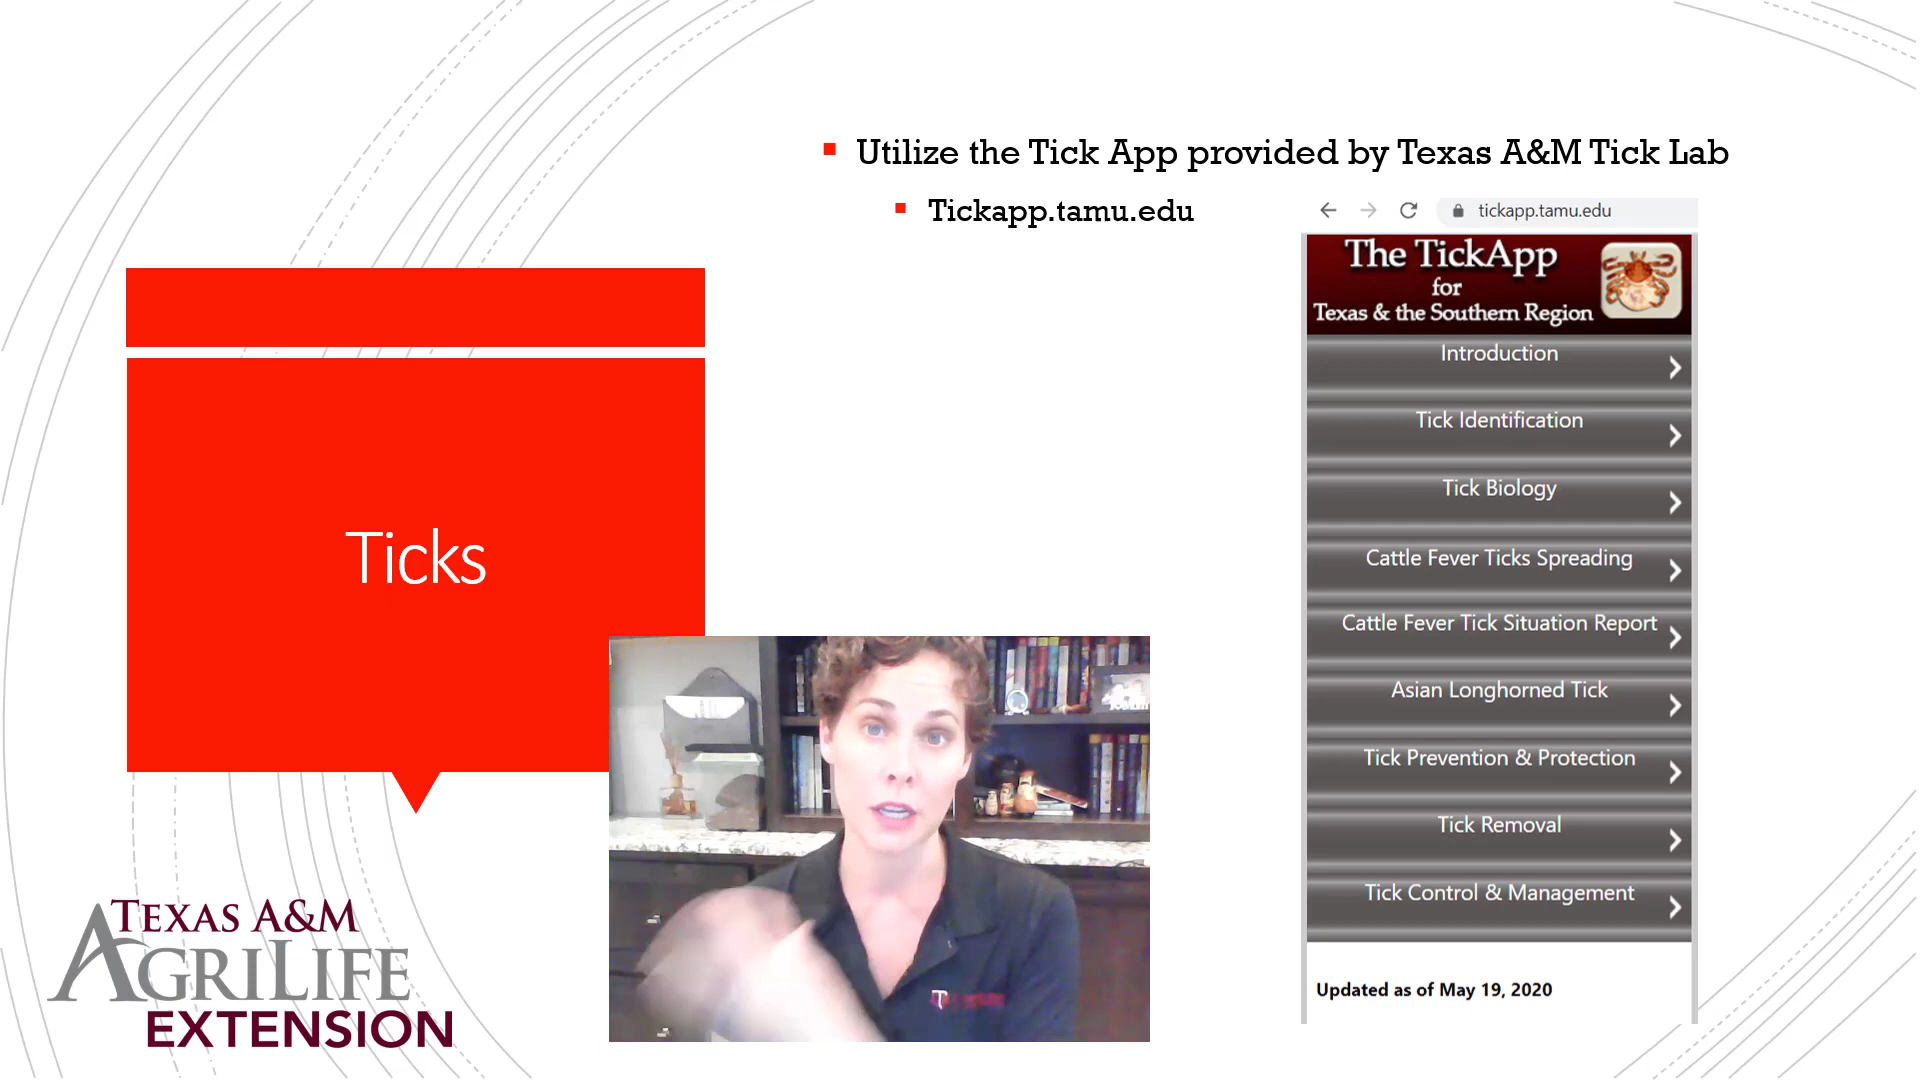 Utilize the Tick App provided by Texas A&M Tick Lab
Tickapp.tamu.edu
Ticks
tickapp.tamu.edu
The TickApp
for
Texas & the Southern Region
Introduction
Tick Identification
Tick Biology
Cattle Fever Ticks Spreading
Cattle Fever Tick Situation Report
Asian Longhorned Tick
Tick Prevention & Protection
Tick Removal
Tick Control & Management
Updated as of May 19, 2020
TEXAS A&M
AGRILIFE
EXTENSION